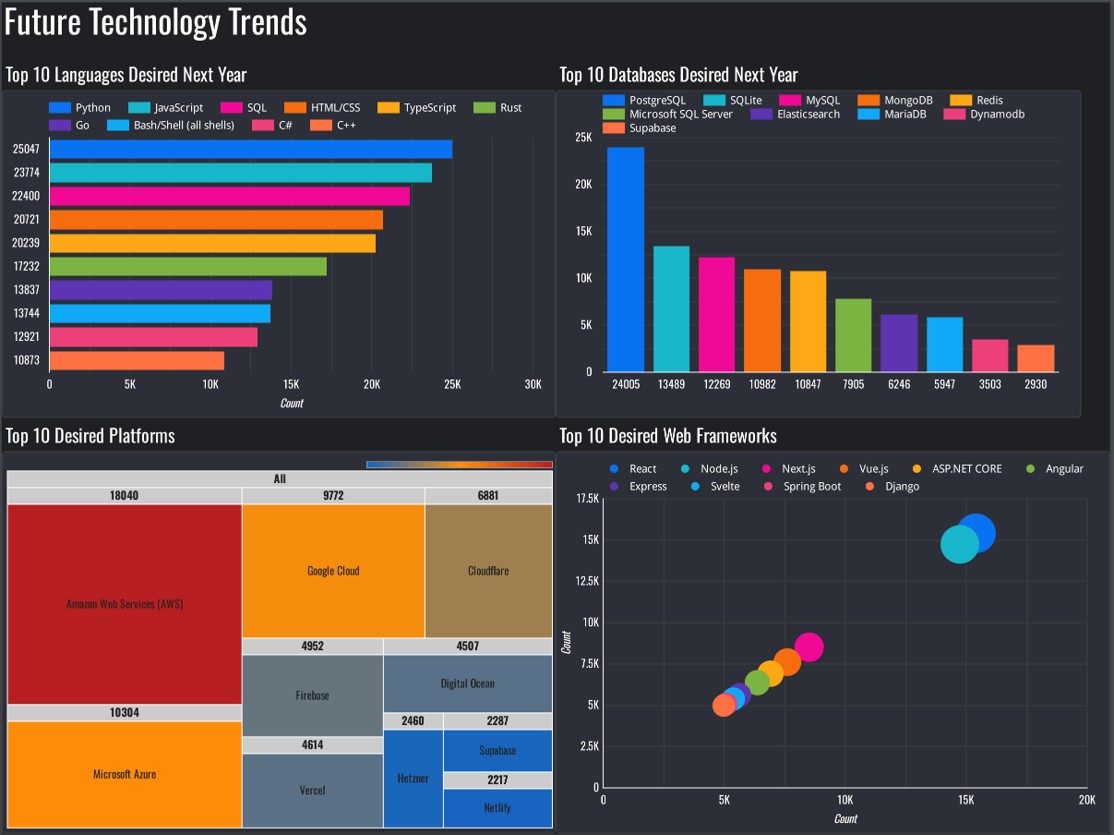 Future Technology Trends
Top 10 Languages Desired Next Year
Python JavaScript SQL HTML/CSS TypeScript Rust
Go Bash/Shell (all shells) C# C++
25047
23774
22400
20721
20239
17232
13837
13744
12921
10873
0 5K 10K 15K 20K 25K 30K
Count
Top 10 Databases Desired Next Year
PostgreSQL SQLite MySQL MongoDB Redis
Microsoft SQL Server Elasticsearch MariaDB Dynamodb
Supabase
25K
20K
15K
10K
5K
0
24005 13489 12269 10982 10847 7905 6246 5947 3503 2930
Top 10 Desired Platforms
All
18040 9772 6881
Google Cloud Cloudflare
Amazon Web Services (AWS)
4952 4507
Digital Ocean
Firebase
10304
2460 2287
4614
Supabase
Microsoft Azure
Hetzner
2217
Vercel
Netlify
Top 10 Desired Web Frameworks
React Node.js Next.js Vue.js ASP.NET CORE Angular
Express Svelte Spring Boot Django
17.5K
15K
12.5K
10K
7.5K
5K
2.5K
0
Count
0 5K 10K 15K 20K
Count